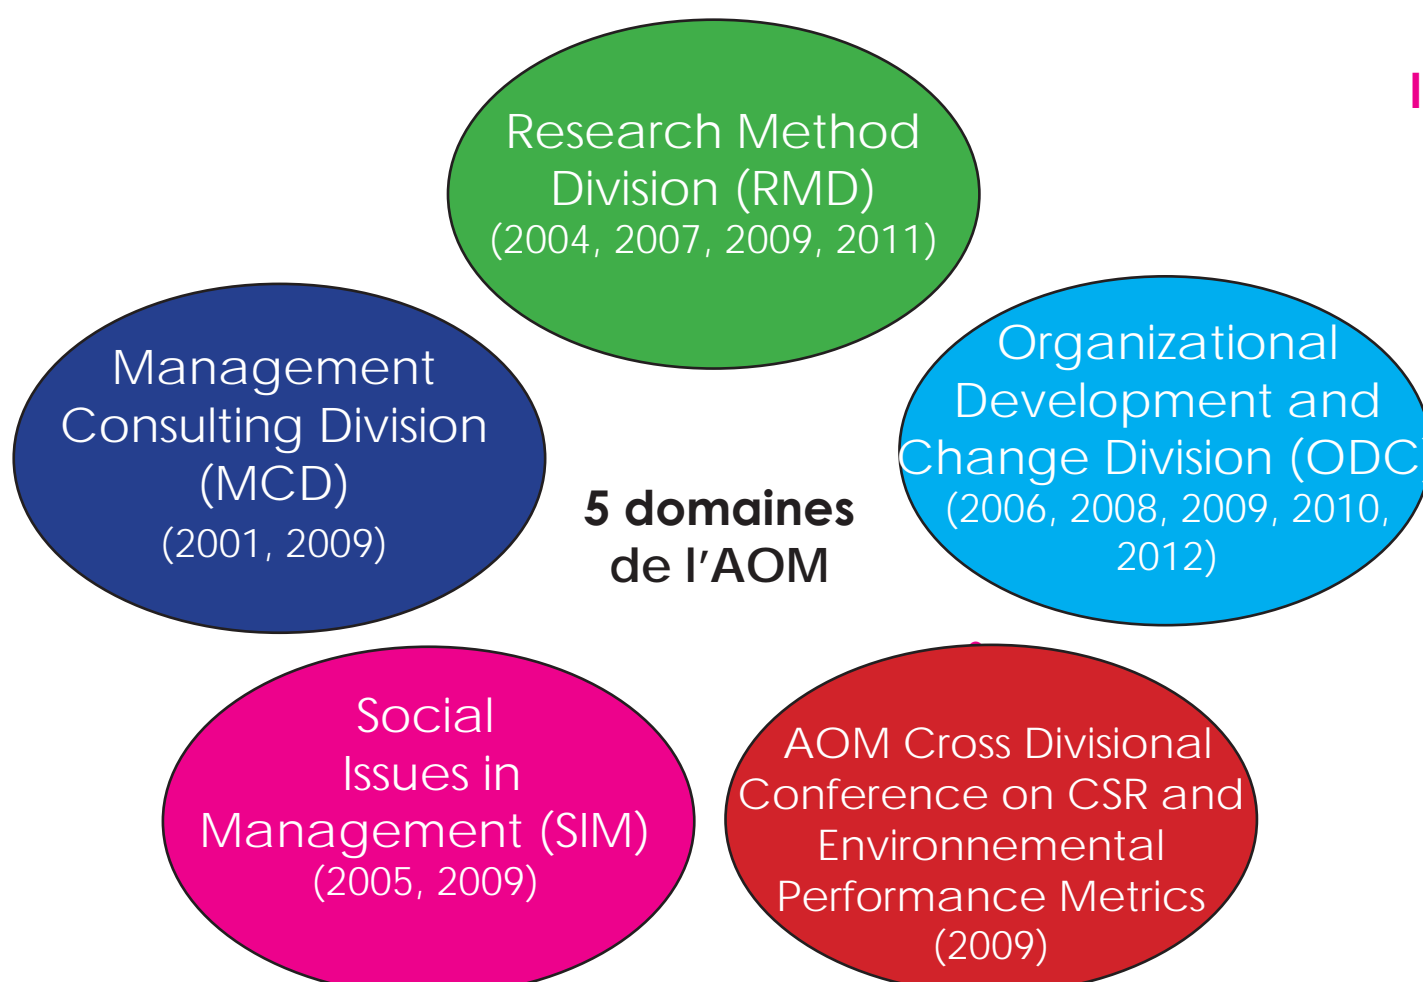 Research Method
Division (RMD)
(2004, 2007, 2009, 2011)
Management
Consulting Division
(MCD)
(2001, 2009)
Organizational
Development and
Change Division (ODC)
(2006, 2008, 2009, 2010,
2012)
5 domaines
de l’AOM
Social
Issues in
Management (SIM)
(2005, 2009)
AOM Cross Divisional
Conference on CSR and
Environnemental
Performance Metrics
(2009)